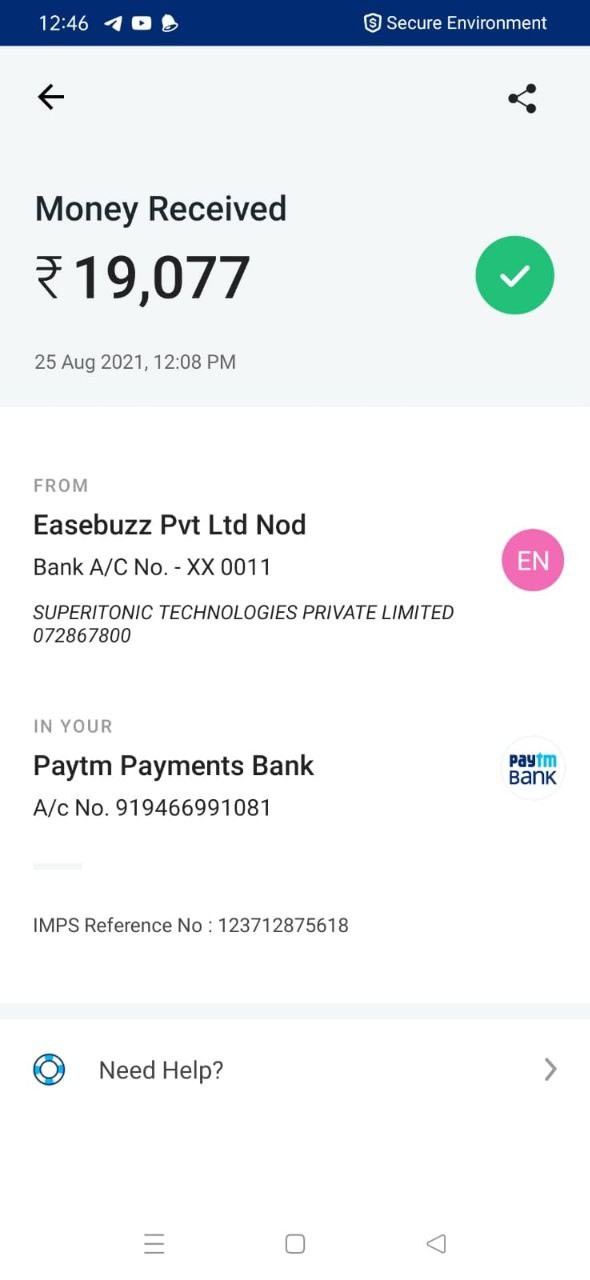 12:46 Secure Environment
Money Received
₹19,077
25 Aug 2021, 12:08 PM
FROM
Easebuzz Pvt Ltd Nod
Bank A/C No. - XX 0011
EN
SUPERITONIC TECHNOLOGIES PRIVATE LIMITED
072867800
IN YOUR
Paytm Payments Bank
paytm
BANK
A/c No. 919466991081
IMPS Reference No : 123712875618
Need Help?